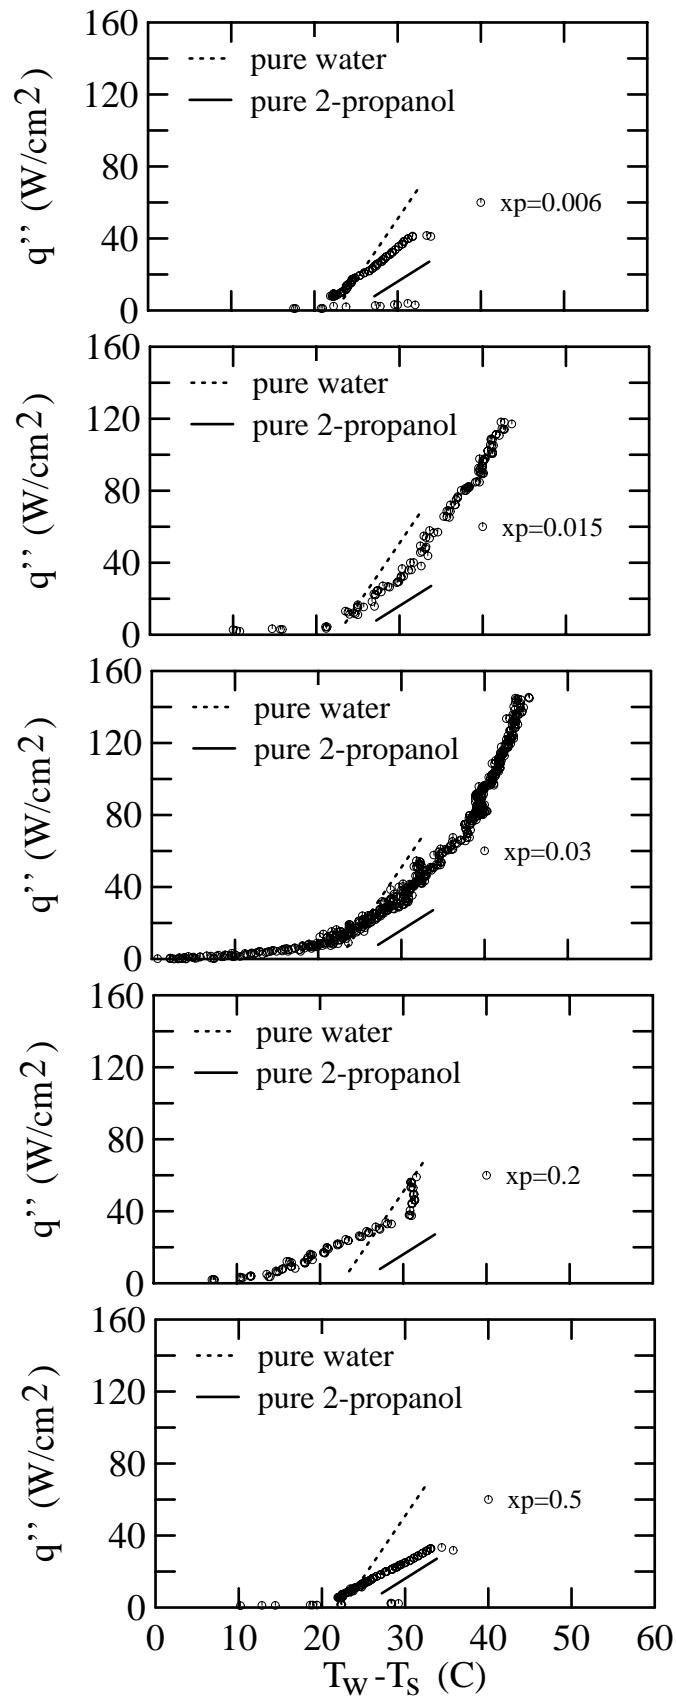 160
pure water
120
pure 2-propanol
80
xp=0.006
40
0
q’’ (W/cm2)
160
pure water
120
pure 2-propanol
80
xp=0.015
40
0
q’’ (W/cm2)
160
pure water
120
pure 2-propanol
80
xp=0.03
40
0
q’’ (W/cm2)
160
pure water
120
pure 2-propanol
80
xp=0.2
40
0
q’’ (W/cm2)
160
pure water
120
pure 2-propanol
80
xp=0.5
40
0
q’’ (W/cm2)
0 10 20 30 40 50 60
Tw-Ts (C)